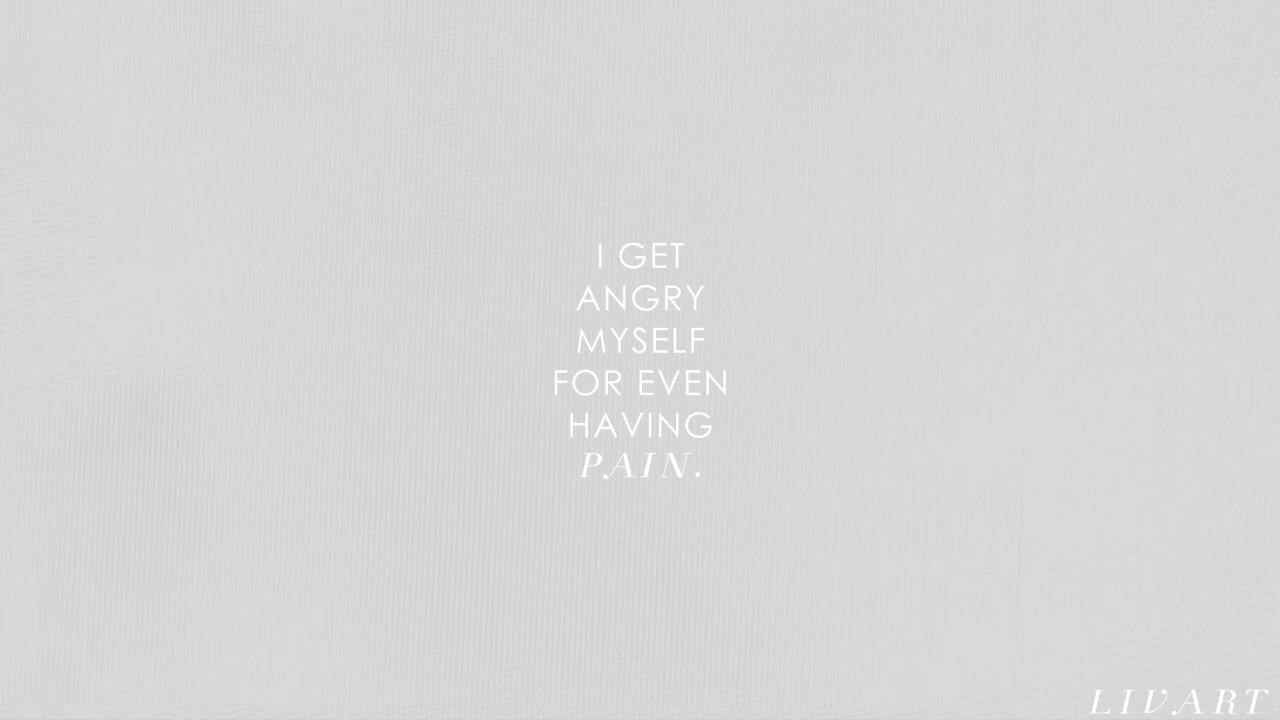 I GET
ANGRY
MYSELF
FOR EVEN
HAVING
PAIN.
LIVART